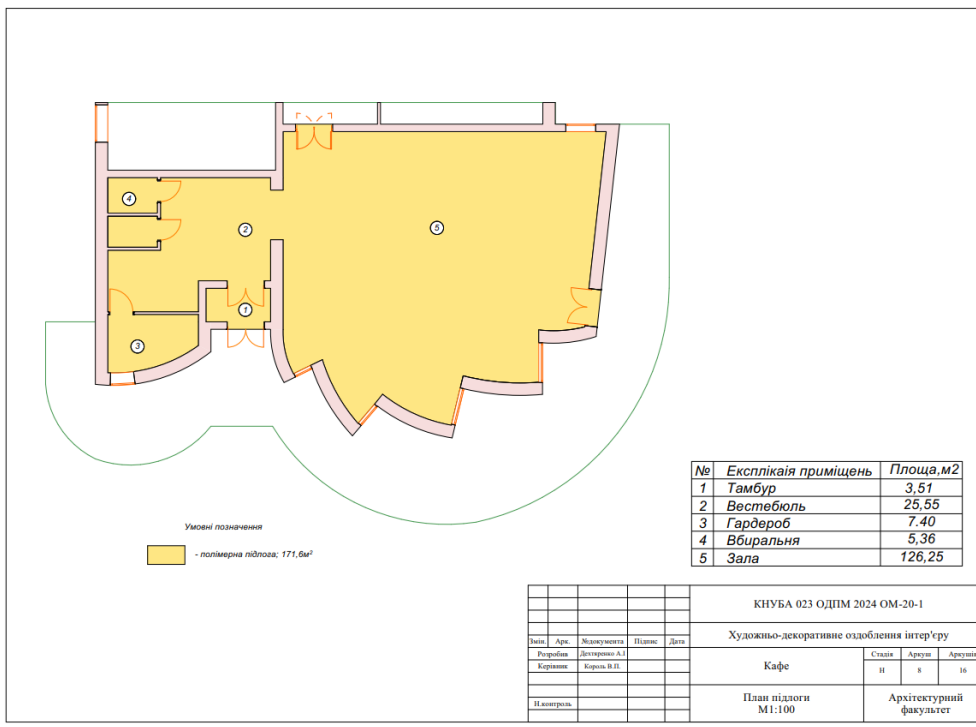 4
2
5
1
3
Умовні позначення
- полімерна підлога; 171,6м²
№ Експлікаія приміщень Площа,м2
1 Тамбур 3,51
2 Вестебюль 25,55
3 Гардероб 7.40
4 Вбиральня 5,36
5 Зала 126,25
КНУБА 023 ОДПМ 2024 ОМ-20-1
Змін. Арк. №документа Підпис Дата
Художньо-декоративне оздоблення інтер'єру
Розробив Дехтяренко А.І
Керівник Король В.П.
Кафе
Стадія Аркуш Аркушів
Н 8 16
Н.контроль
План підлоги
М1:100
Архітектурний
факультет